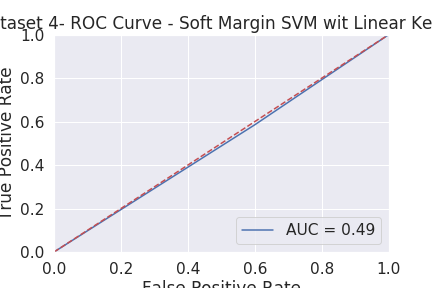 taset 4- ROC Curve - Soft Margin SVM wit Linear Ke
True Positive Rate
1.0
0.8
0.6
0.4
0.2
0.0
AUC = 0.49
0.0 0.2 0.4 0.6 0.8 1.0
False Positive Rate